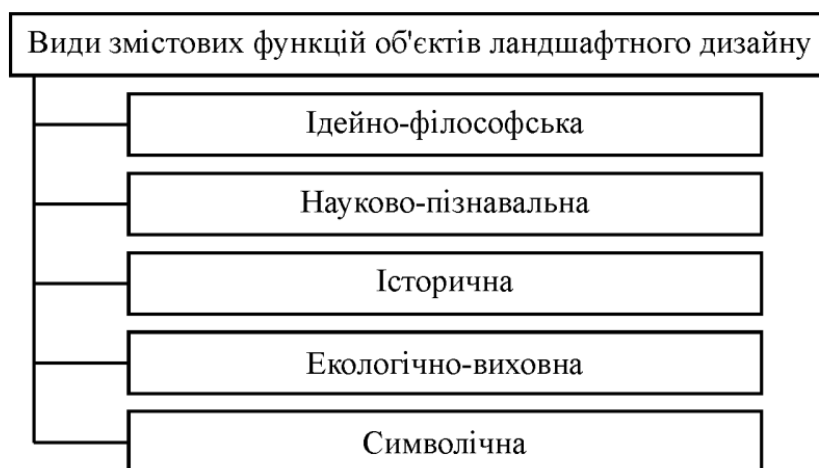 Види змістових функцій об'єктів ландшафтного дизайну
Ідейно-філософська
Науково-пізнавальна
Історична
Екологічно-виховна
Символічна